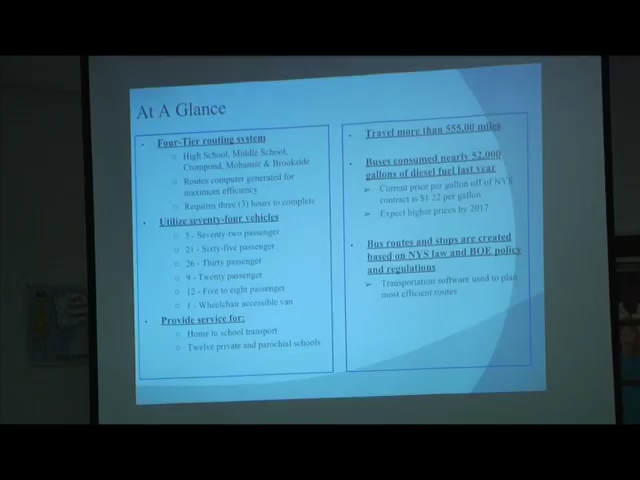 At A Glance
Four-Tier routing system
High School, Middle School,
Crompond, Mohansic & Brookside
Routes computer generated for
maximum efficiency
Requires three (3) hours to complete
Utilize seventy-four vehicles
5 - Seventy-two passenger
21 - Sixty-five passenger
26 - Thirty passenger
9 - Twenty passenger
12 - Five to eight passenger
1 - Wheelchair accessible van
Provide service for:
Home to school transport
Twelve private and parochial schools
Travel more than 555,00 miles
Buses consumed nearly 52,000
gallons of diesel fuel last year
Current price per gallon off of NYS
contract is $1.22 per gallon
Expect higher prices by 2017
Bus routes and stops are created
based on NYS law and BOE policy
and regulations
Transportation software used to plan
most efficient routes